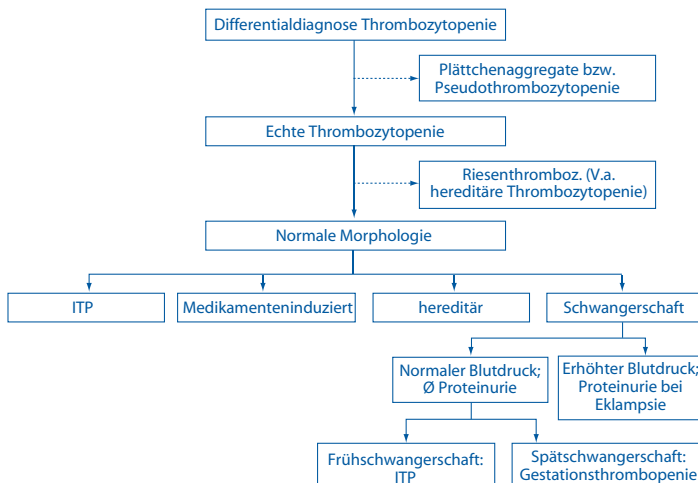 Differentialdiagnose Thrombozytopenie
Plättchenaggregate bzw.
Pseudothrombozytopenie
Echte Thrombozytopenie
Riesenthromboz. (V.a.
hereditäre Thrombozytopenie)
Normale Morphologie
ITP
Medikamenteninduziert
hereditär
Schwangerschaft
Normaler Blutdruck;
Ø Proteinurie
Erhöhter Blutdruck;
Proteinurie bei
Eklampsie
Frühschwangerschaft:
ITP
Spätschwangerschaft:
Gestationsthrombopenie